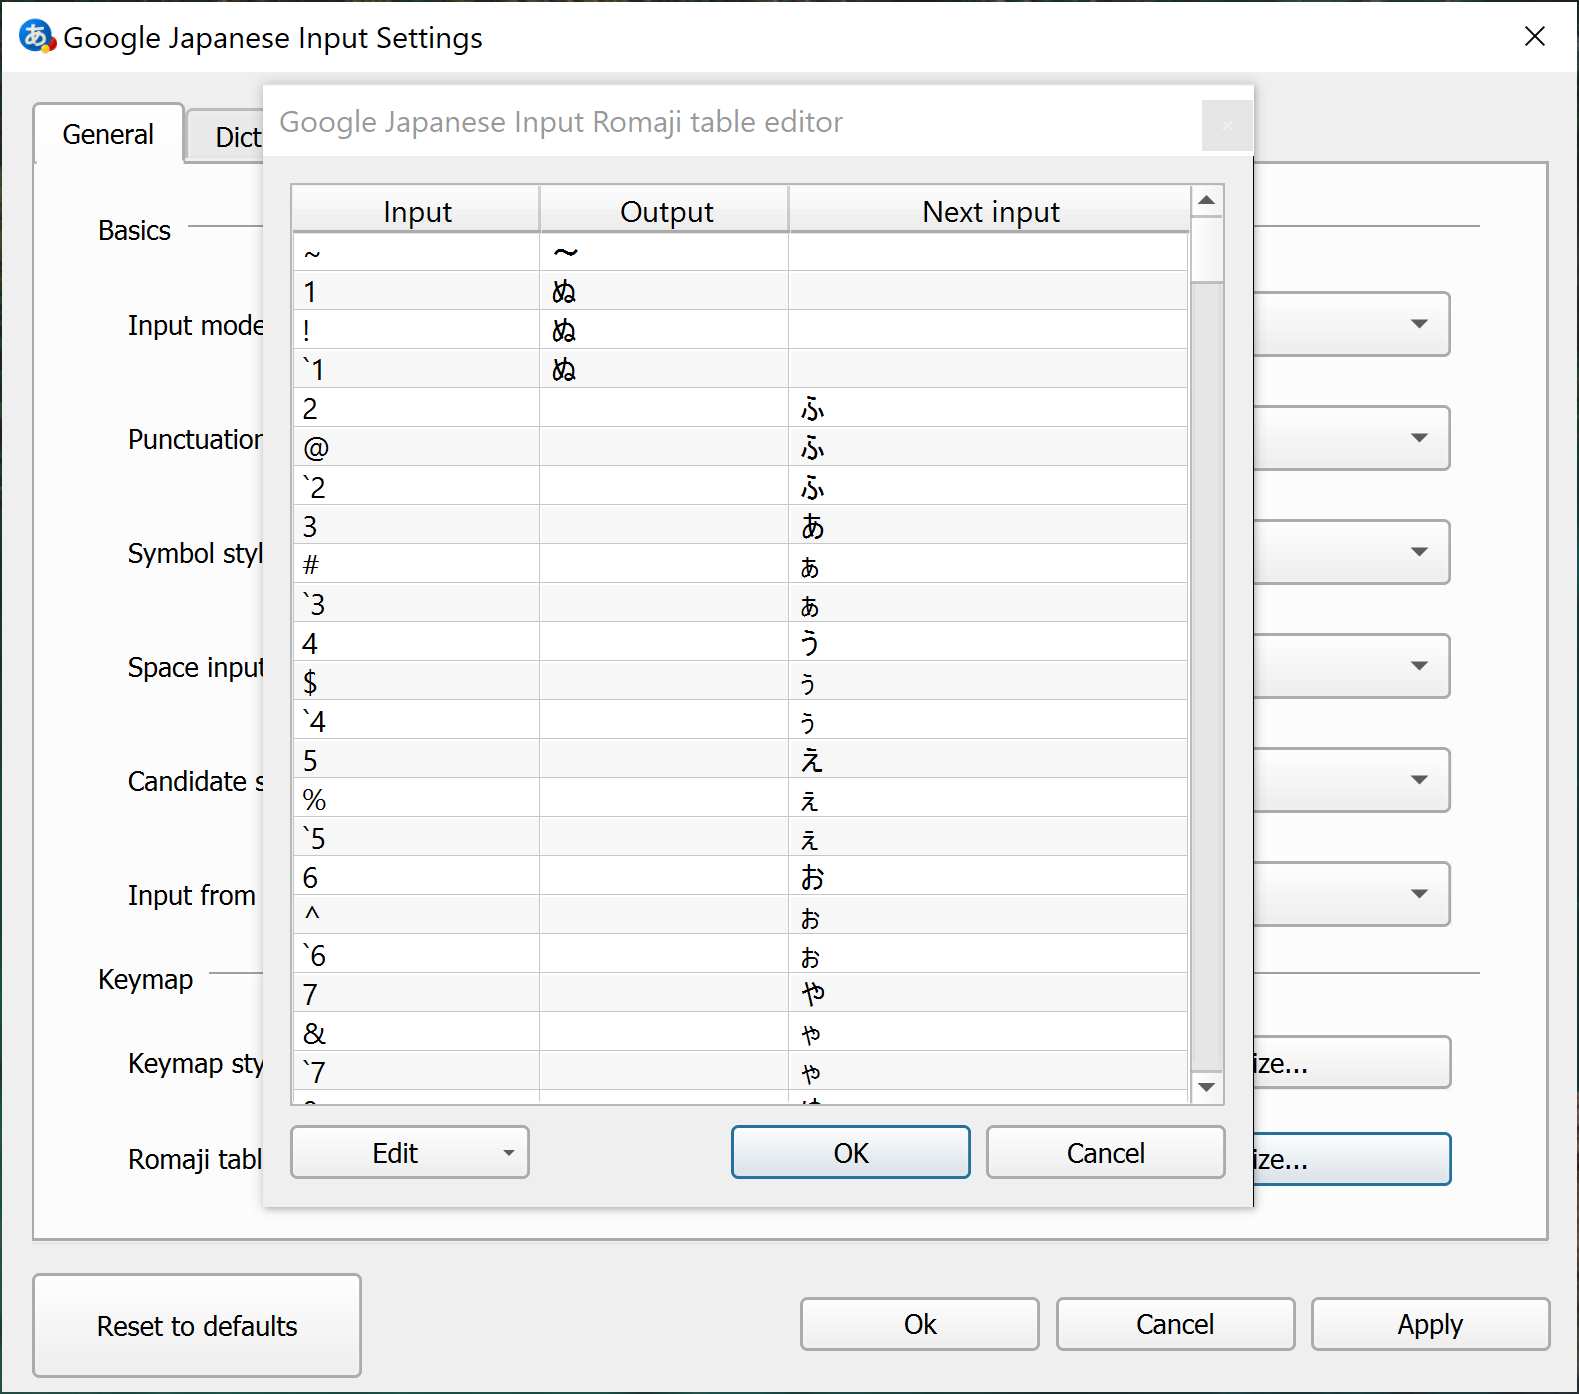 Google Japanese Input Settings
General
Dict
Google Japanese Input Romaji table editor
Input Output Next input
~ ～
1 ぬ
! ぬ
`1 ぬ
2 ふ
@ ふ
`2 ふ
3 あ
# ぁ
`3 ぁ
4 う
$ ぅ
`4 ぅ
5 え
% ぇ
`5 ぇ
6 お
^ ぉ
`6 ぉ
7 や
& ゃ
`7 ゃ
Edit OK Cancel
Basics
Input mode
Punctuation
Symbol styl
Space input
Candidate s
Input from
Keymap
Keymap sty ize...
Romaji tabl ize...
Reset to defaults
Ok Cancel Apply